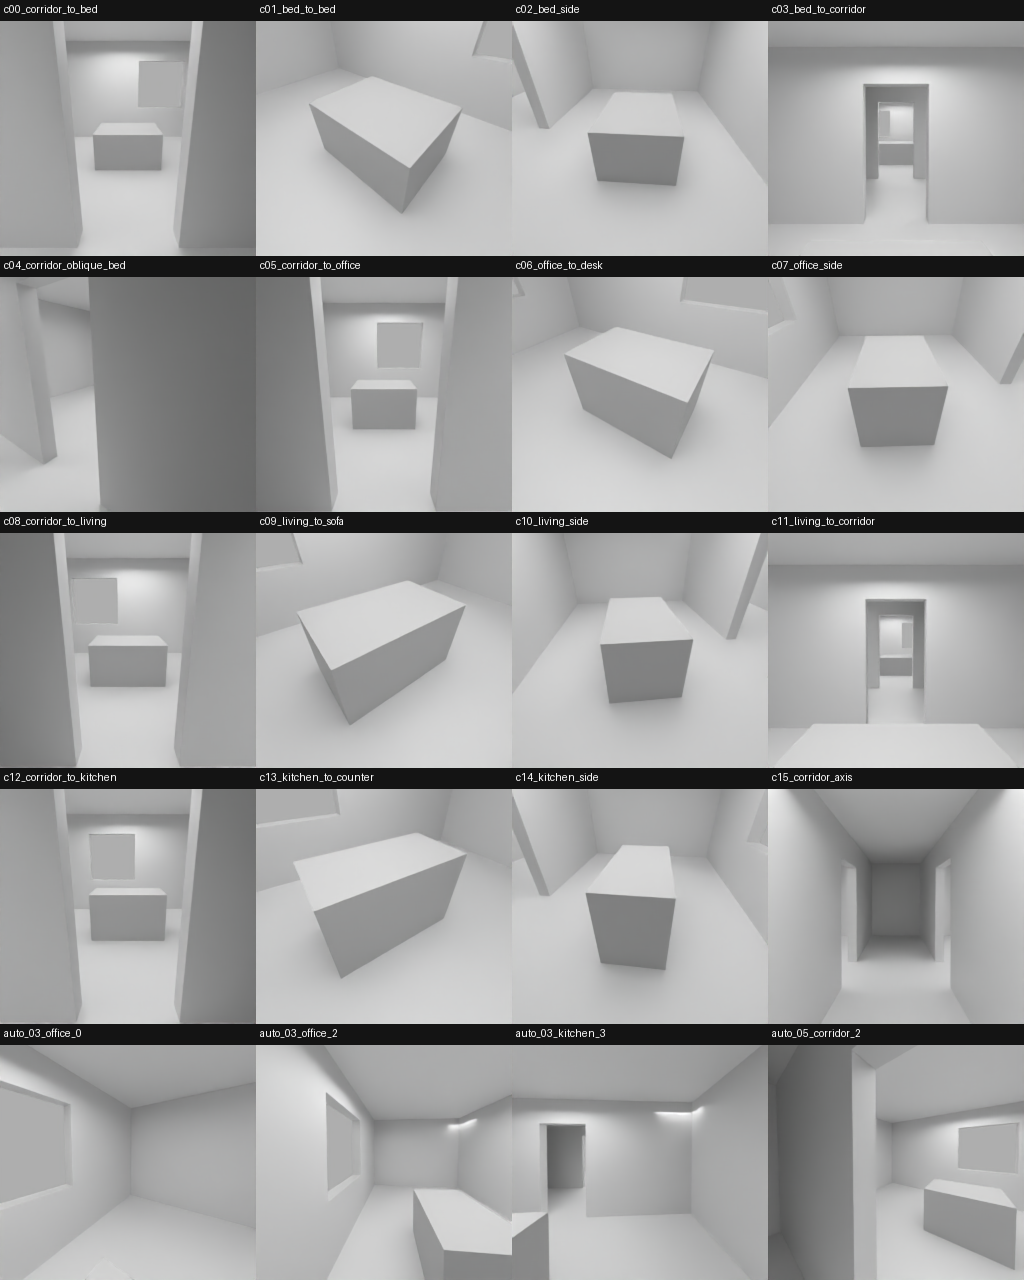 c00_corridor_to_bed
c01_bed_to_bed
c02_bed_side
c03_bed_to_corridor
c04_corridor_oblique_bed
c05_corridor_to_office
c06_office_to_desk
c07_office_side
c08_corridor_to_living
c09_living_to_sofa
c10_living_side
c11_living_to_corridor
c12_corridor_to_kitchen
c13_kitchen_to_counter
c14_kitchen_side
c15_corridor_axis
auto_03_office_0
auto_03_office_2
auto_03_kitchen_3
auto_05_corridor_2